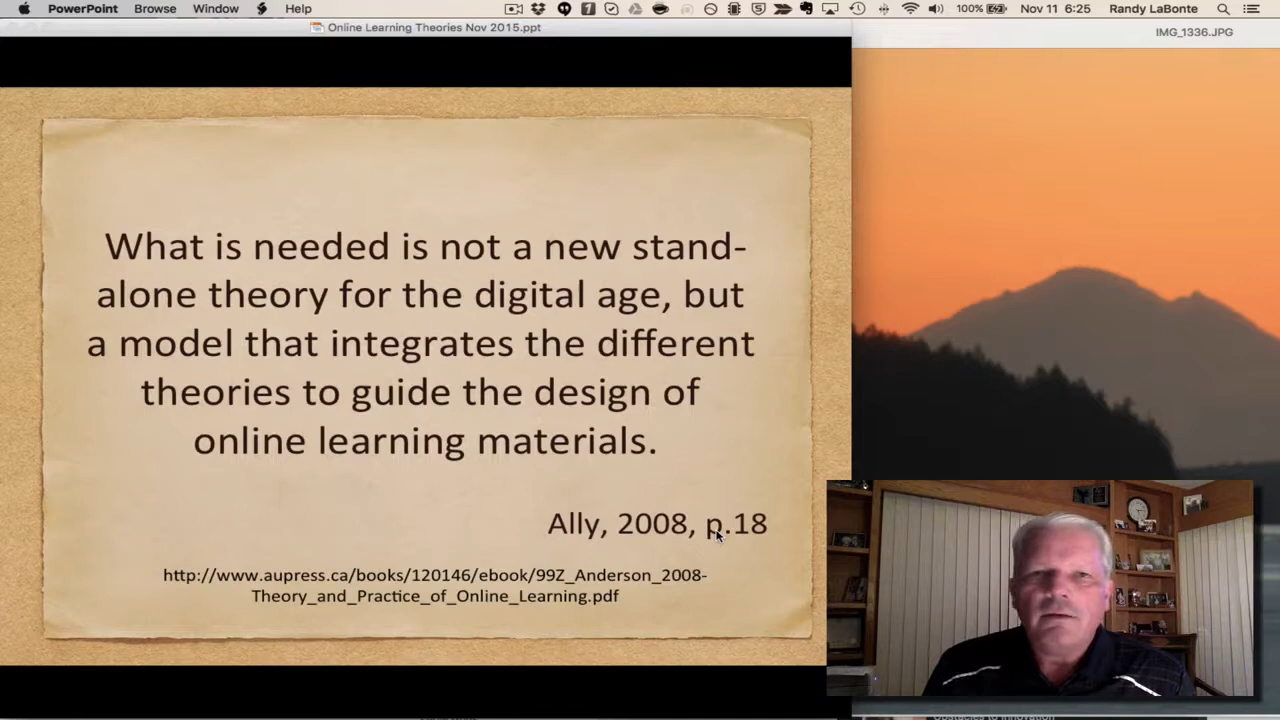 PowerPoint Browse Window Help 100% Nov 11 6:25 Randy LaBonte
Online Learning Theories Nov 2015.ppt
IMG_1336.JPG
What is needed is not a new stand-
alone theory for the digital age, but
a model that integrates the different
theories to guide the design of
online learning materials.
Ally, 2008, p.18
http://www.aupress.ca/books/120146/ebook/99Z_Anderson_2008-
Theory_and_Practice_of_Online_Learning.pdf
Obstacles to Innovation